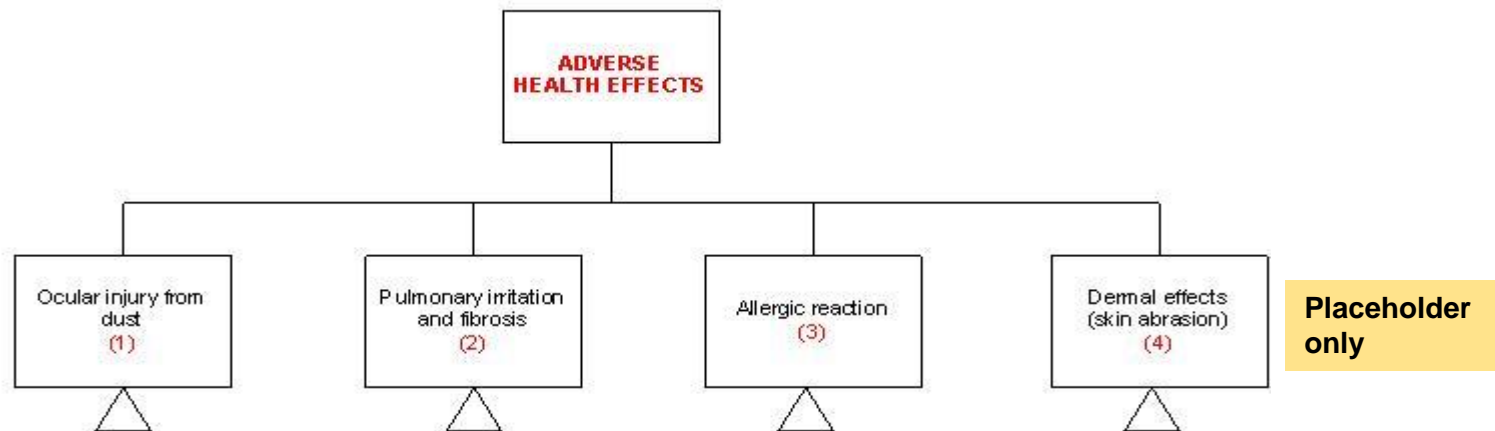 ADVERSE
HEALTH EFFECTS
Ocular injury from
dust
(1)
Pulmonary irritation
and fibrosis
(2)
Allergic reaction
(3)
Dermal effects
(skin abrasion)
(4)
Placeholder
only